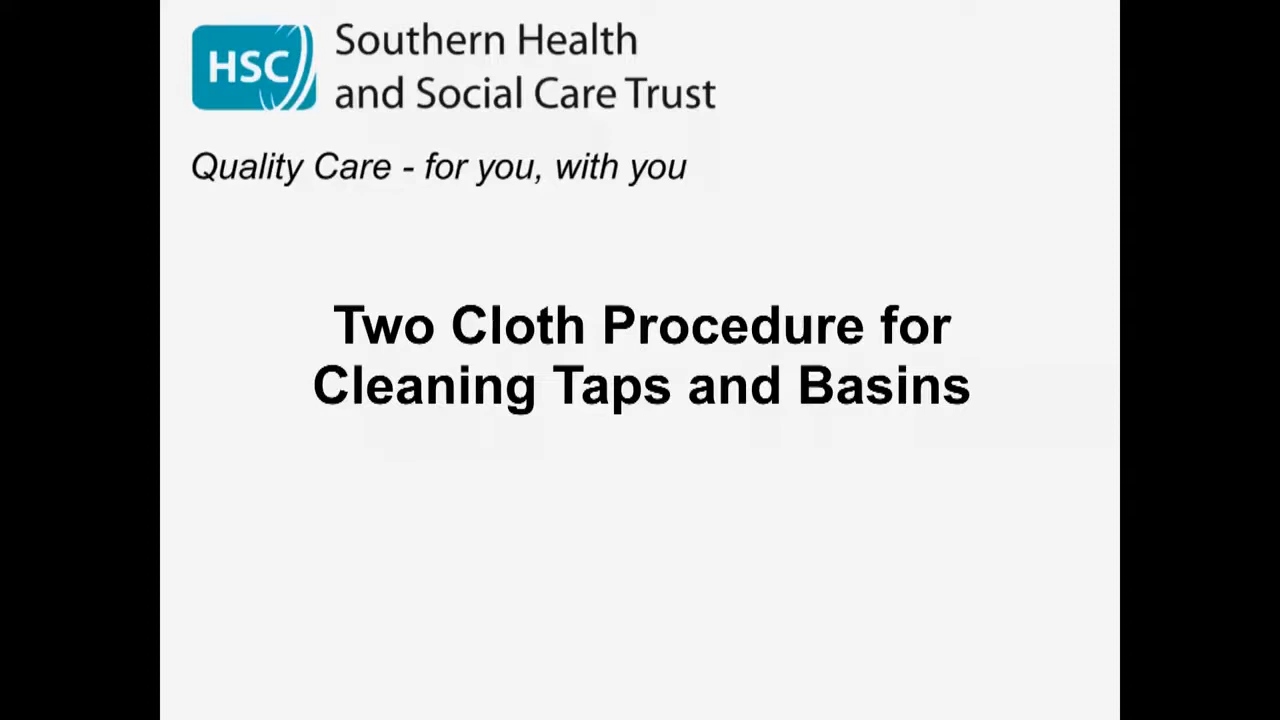 HSC
Southern Health
and Social Care Trust
Quality Care - for you, with you
Two Cloth Procedure for
Cleaning Taps and Basins